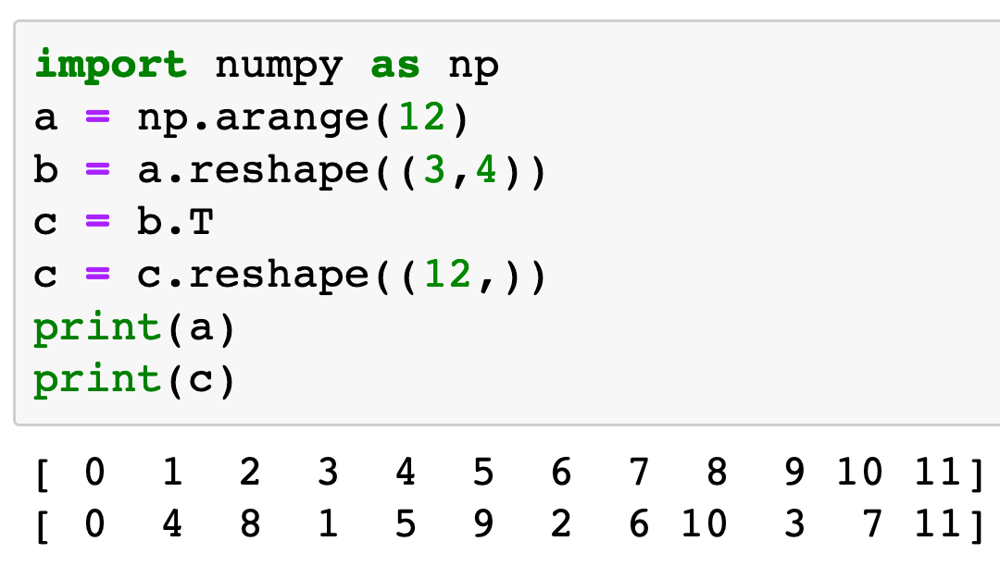 import numpy as np
a = np.arange(12)
b = a.reshape((3,4))
c = b.T
c = c.reshape((12,))
print(a)
print(c)
[ 0  1  2  3  4  5  6  7  8  9 10 11]
[ 0  4  8  1  5  9  2  6 10  3  7 11]